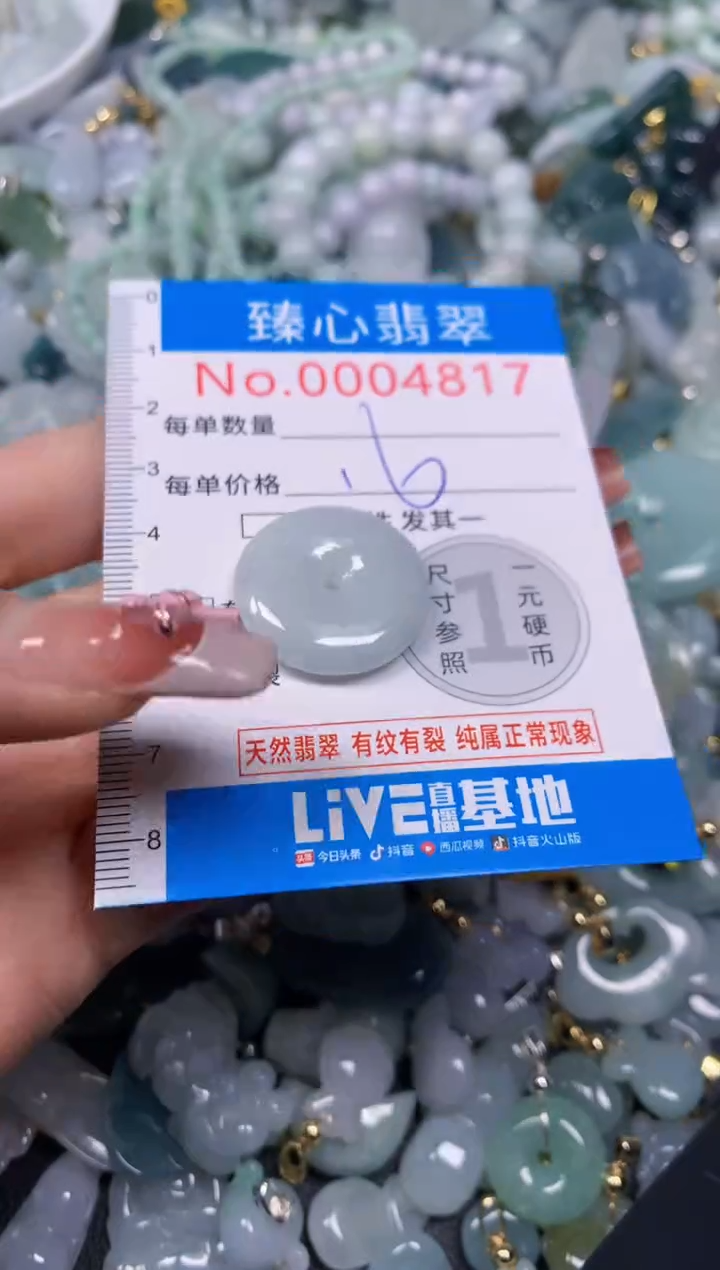 臻心翡翠
No.0004817
每单数量
每单价格
发其一
尺寸参照
1
一元硬币
天然翡翠 有纹有裂 纯属正常现象
LiVE直播基地
头条 今日头条 抖音 西瓜视频 抖音火山版
0
1
2
3
4
7
8